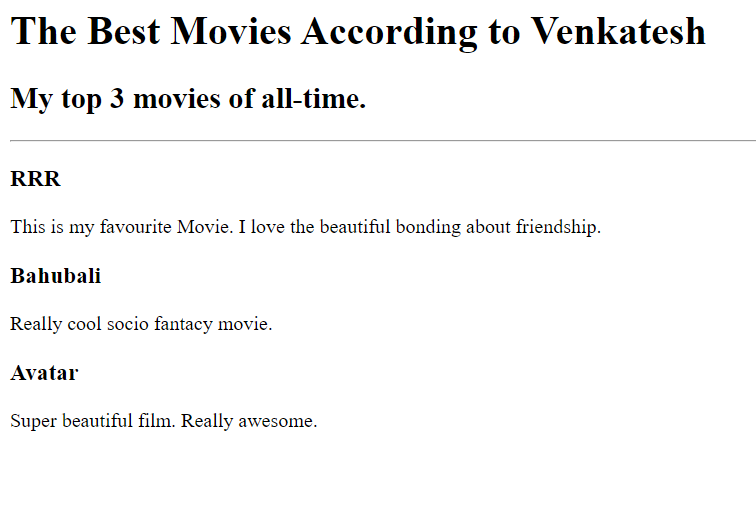 The Best Movies According to Venkatesh
My top 3 movies of all-time.
RRR
This is my favourite Movie. I love the beautiful bonding about friendship.
Bahubali
Really cool socio fantacy movie.
Avatar
Super beautiful film. Really awesome.